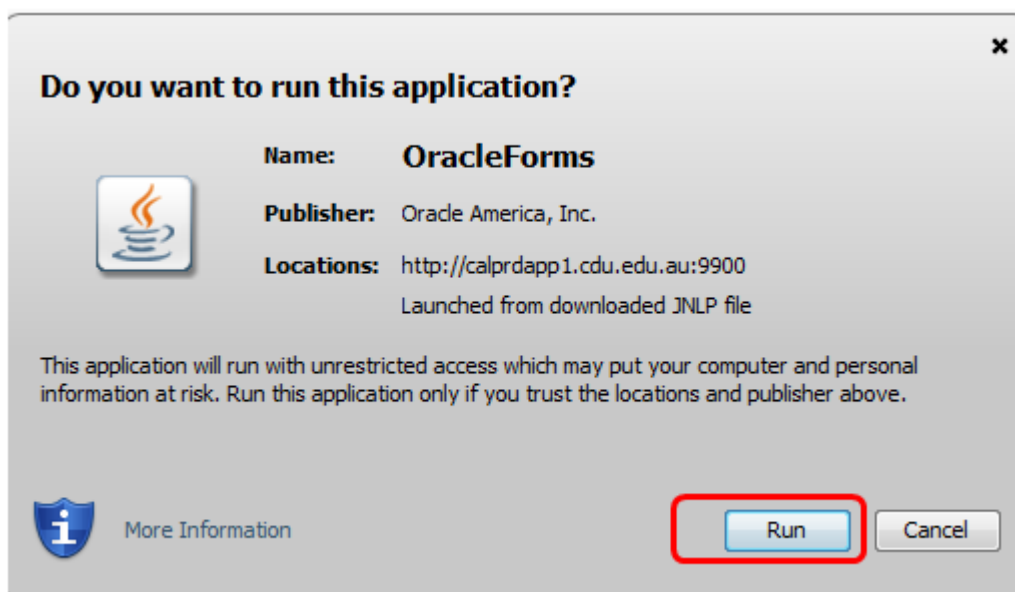 Do you want to run this application?
Name: OracleForms
Publisher: Oracle America, Inc.
Locations: http://calprdapp1.cdu.edu.au:9900
Launched from downloaded JNLP file
This application will run with unrestricted access which may put your computer and personal
information at risk. Run this application only if you trust the locations and publisher above.
More Information
Run Cancel